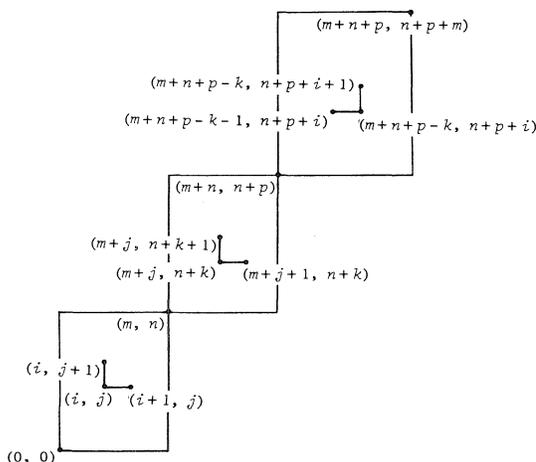 (m+n+p, n+p+m)
(m+n+p-k, n+p+i+1)
(m+n+p-k-1, n+p+i)
(m+n+p-k, n+p+i)
(m+n, n+p)
(m+j, n+k+1)
(m+j, n+k)
(m+j+1, n+k)
(m, n)
(i, j+1)
(i, j)
(i+1, j)
(0, 0)